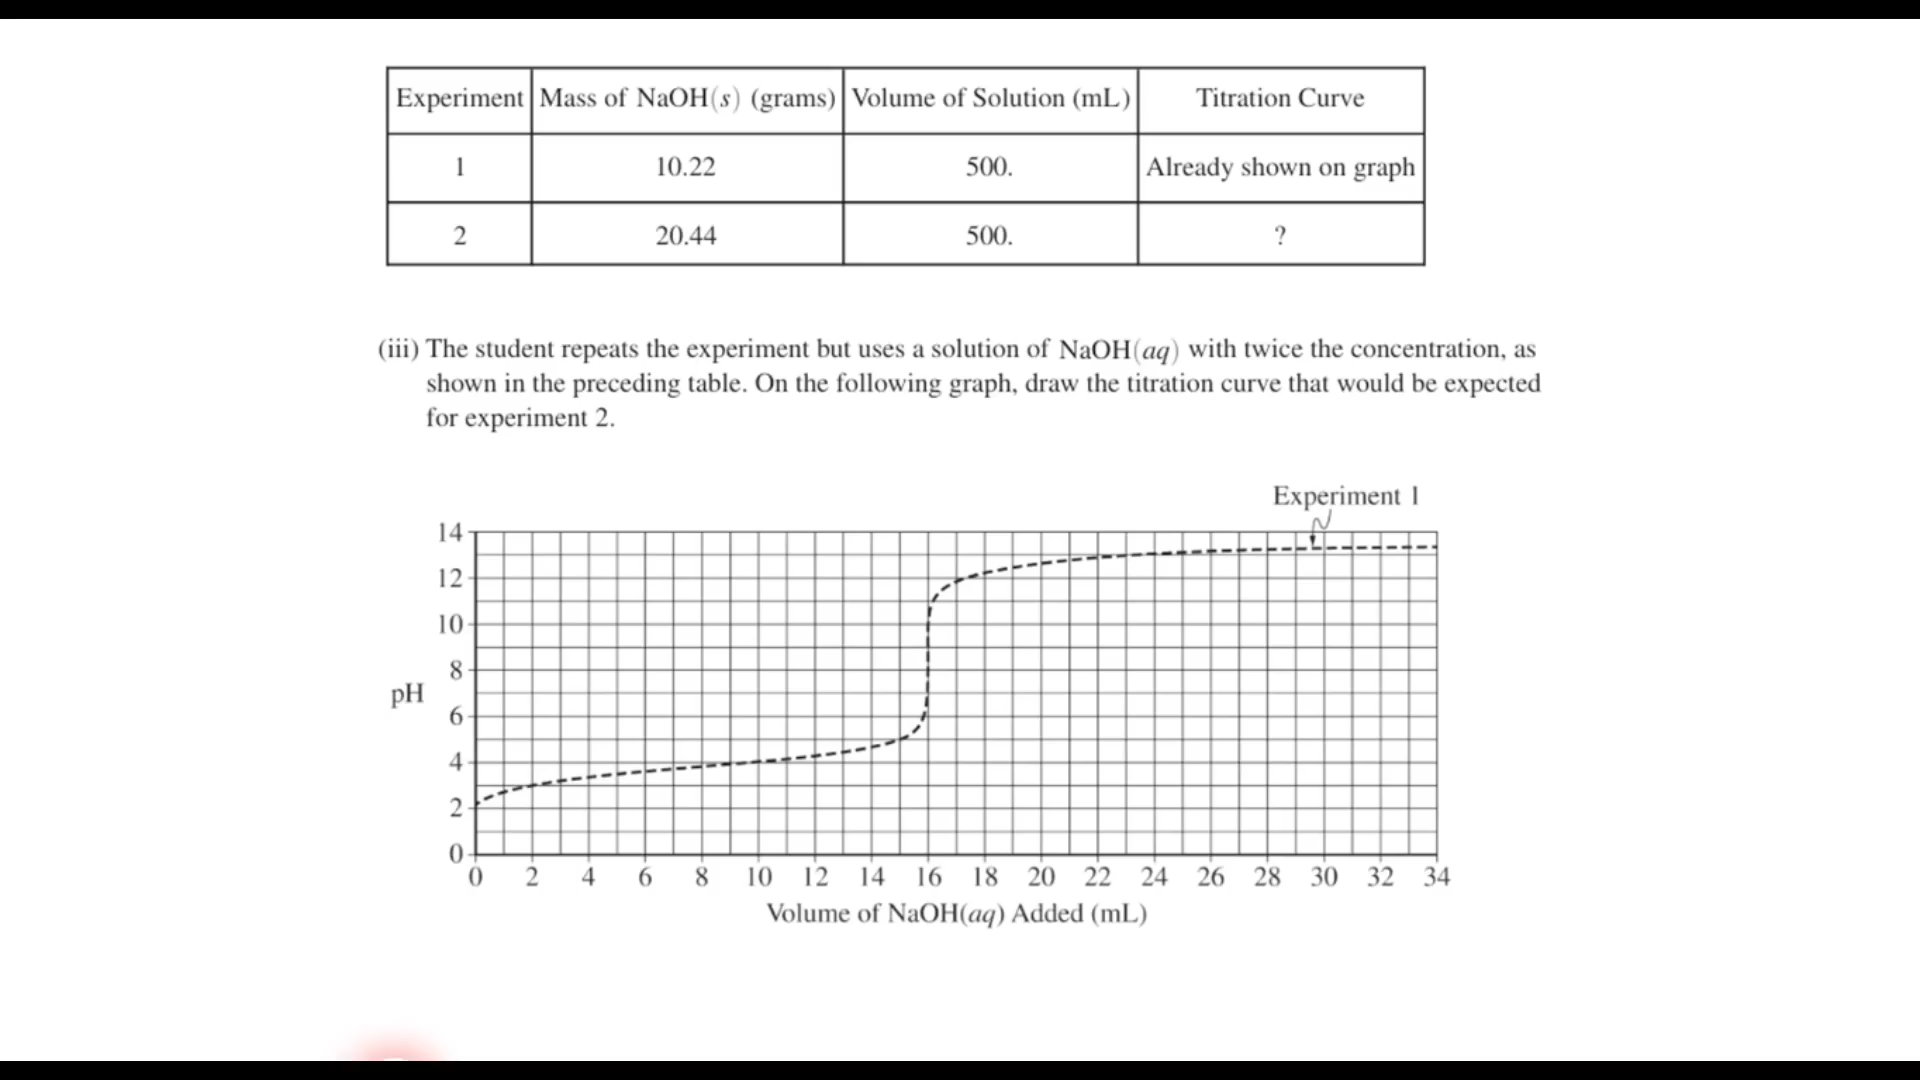 Experiment Mass of NaOH(s) (grams) Volume of Solution (mL) Titration Curve
1 10.22 500. Already shown on graph
2 20.44 500. ?
(iii) The student repeats the experiment but uses a solution of NaOH(aq) with twice the concentration, as
shown in the preceding table. On the following graph, draw the titration curve that would be expected
for experiment 2.
Experiment 1
14
12
10
8
pH
6
4
2
0
0 2 4 6 8 10 12 14 16 18 20 22 24 26 28 30 32 34
Volume of NaOH(aq) Added (mL)